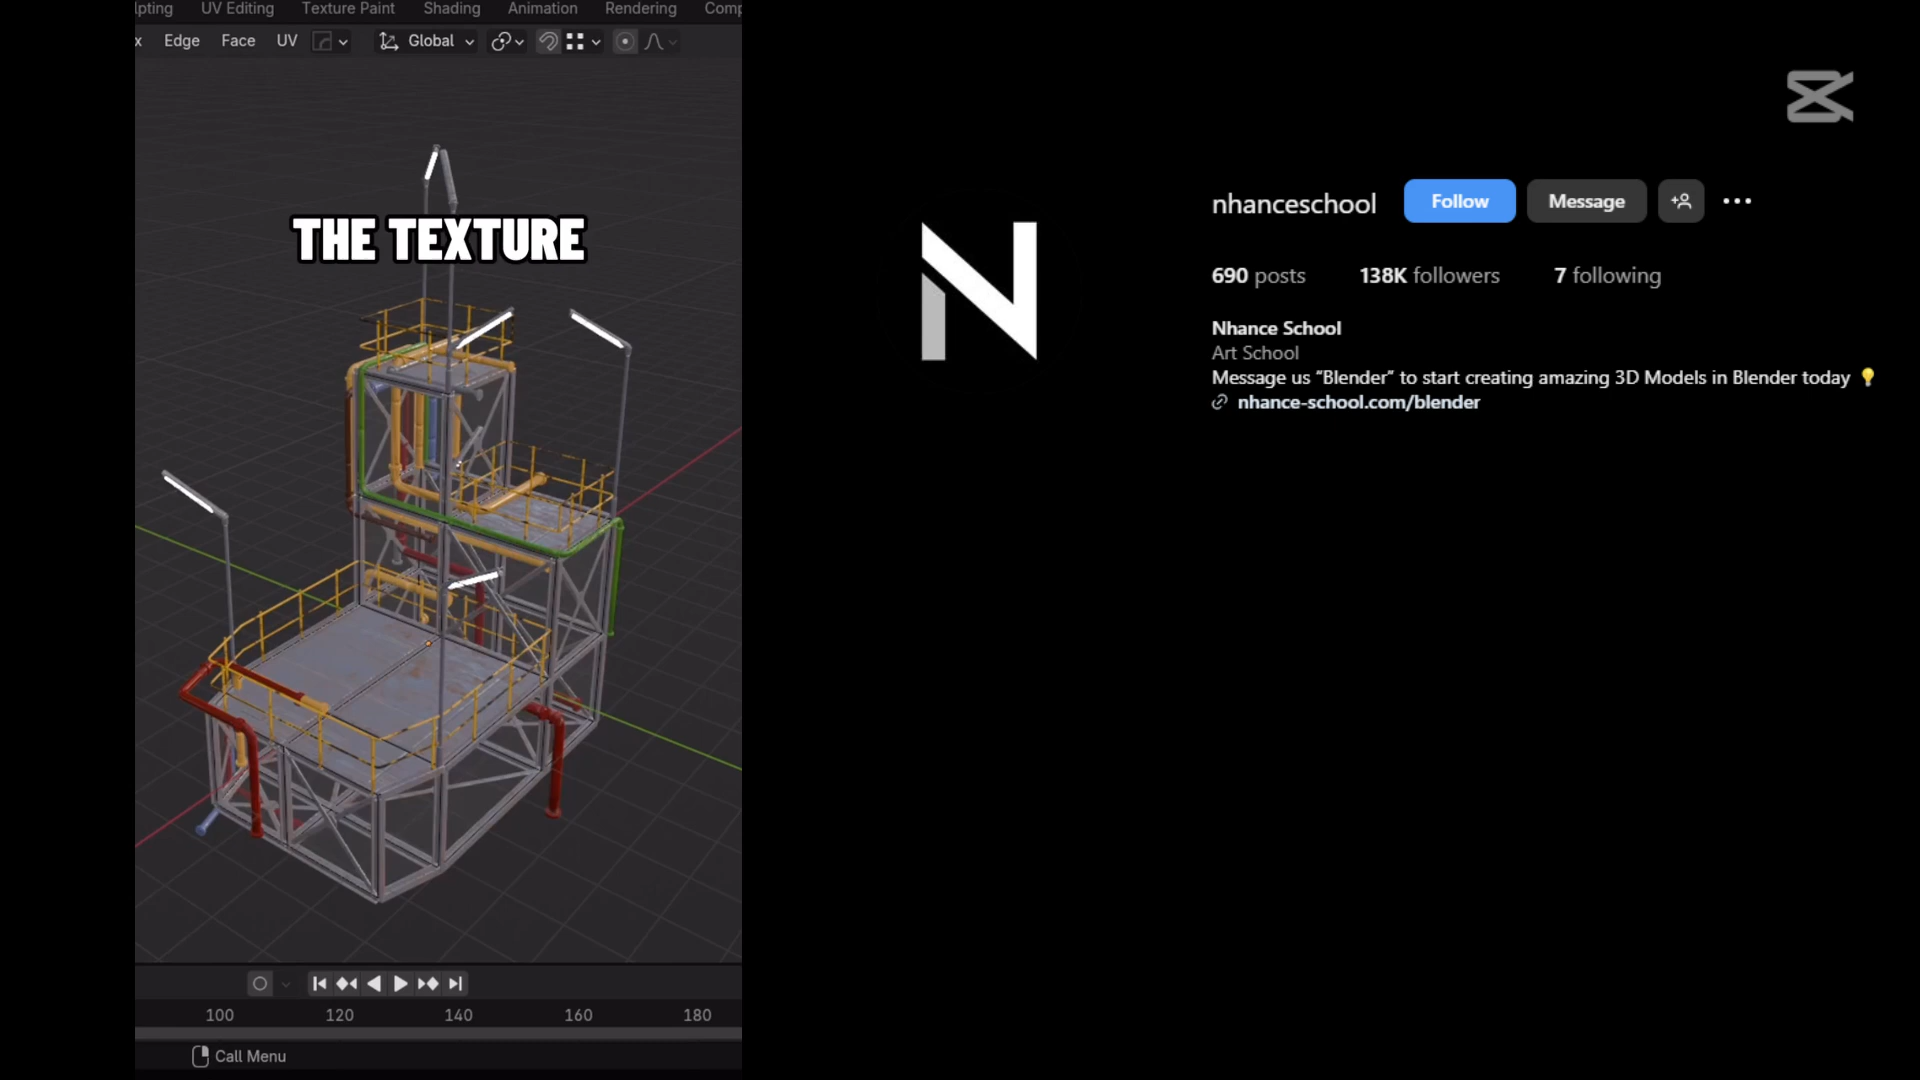 lpting UV Editing Texture Paint Shading Animation Rendering Comp
x Edge Face UV Global
THE TEXTURE
100 120 140 160 180
Call Menu
nhanceschool Follow Message
690 posts 138K followers 7 following
Nhance School
Art School
Message us “Blender” to start creating amazing 3D Models in Blender today
nhance-school.com/blender